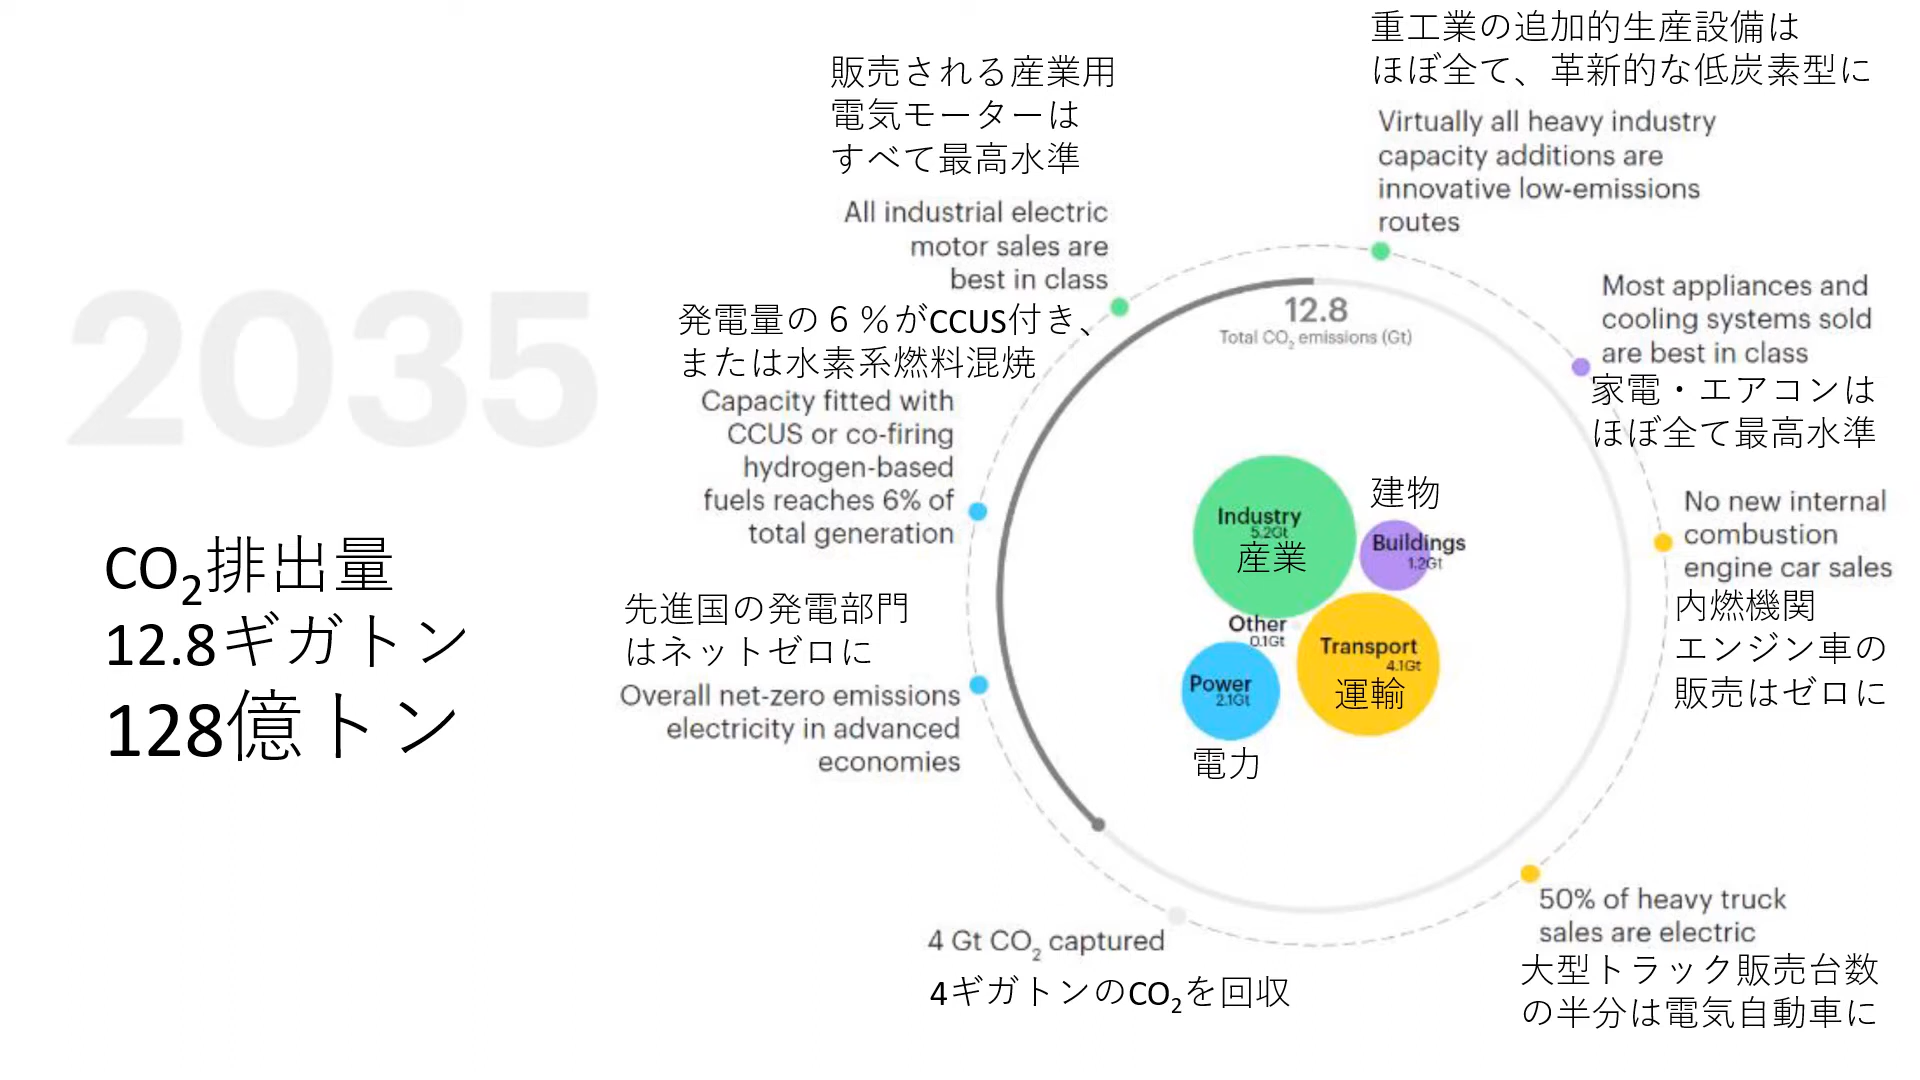 2035
CO₂排出量
12.8ギガトン
128億トン
重工業の追加的生産設備は
ほぼ全て、革新的な低炭素型に
Virtually all heavy industry
capacity additions are
innovative low-emissions
routes
販売される産業用
電気モーターは
すべて最高水準
All industrial electric
motor sales are
best in class
発電量の６％がCCUS付き、
または水素系燃料混焼
Capacity fitted with
CCUS or co-firing
hydrogen-based
fuels reaches 6% of
total generation
先進国の発電部門
はネットゼロに
Overall net-zero emissions
electricity in advanced
economies
12.8
Total CO₂ emissions (Gt)
Industry
5.2Gt
産業
建物
Buildings
1.2Gt
Other
0.1Gt
Transport
4.1Gt
運輸
Power
2.1Gt
電力
Most appliances and
cooling systems sold
are best in class
家電・エアコンは
ほぼ全て最高水準
No new internal
combustion
engine car sales
内燃機関
エンジン車の
販売はゼロに
50% of heavy truck
sales are electric
大型トラック販売台数
の半分は電気自動車に
4 Gt CO₂ captured
4ギガトンのCO₂を回収